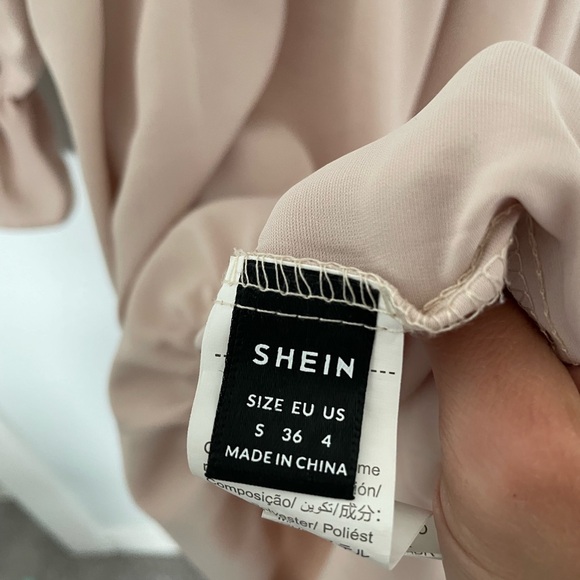 SHEIN
SIZE EU US
S 36 4
MADE IN CHINA
Composição/ تكوين/成分:
Poliést